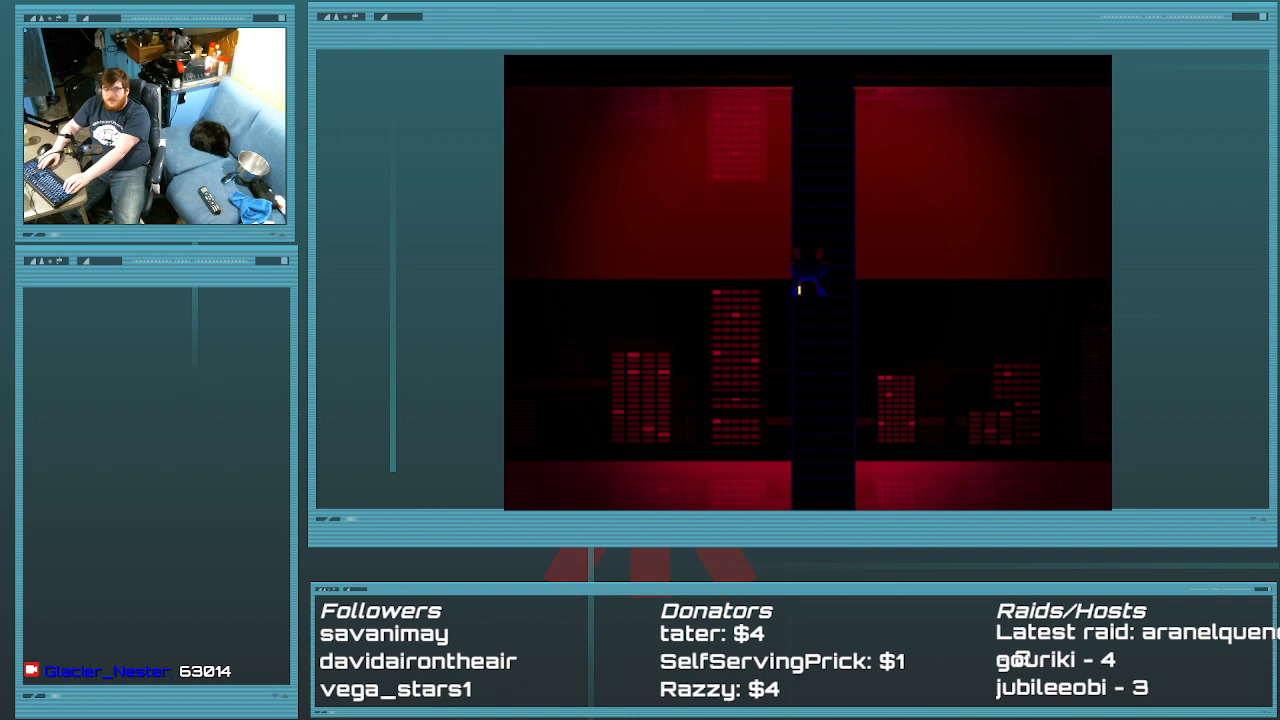 Glacier_Nester: 63014
Followers
savanimay
davidairontheair
vega_stars1
Donators
tater: $4
SelfServingPrick: $1
Razzy: $4
Raids/Hosts
Latest raid: aranelquen
- 4
jubileeobi - 3